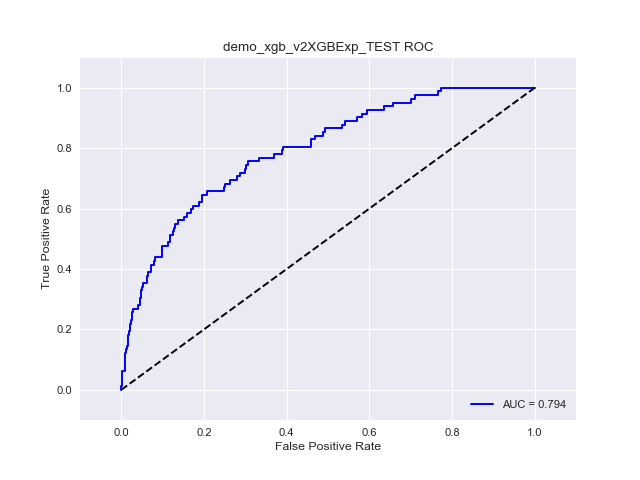 demo_xgb_v2XGBExp_TEST ROC
True Positive Rate
1.0
0.8
0.6
0.4
0.2
0.0
0.0 0.2 0.4 0.6 0.8 1.0
False Positive Rate
AUC = 0.794